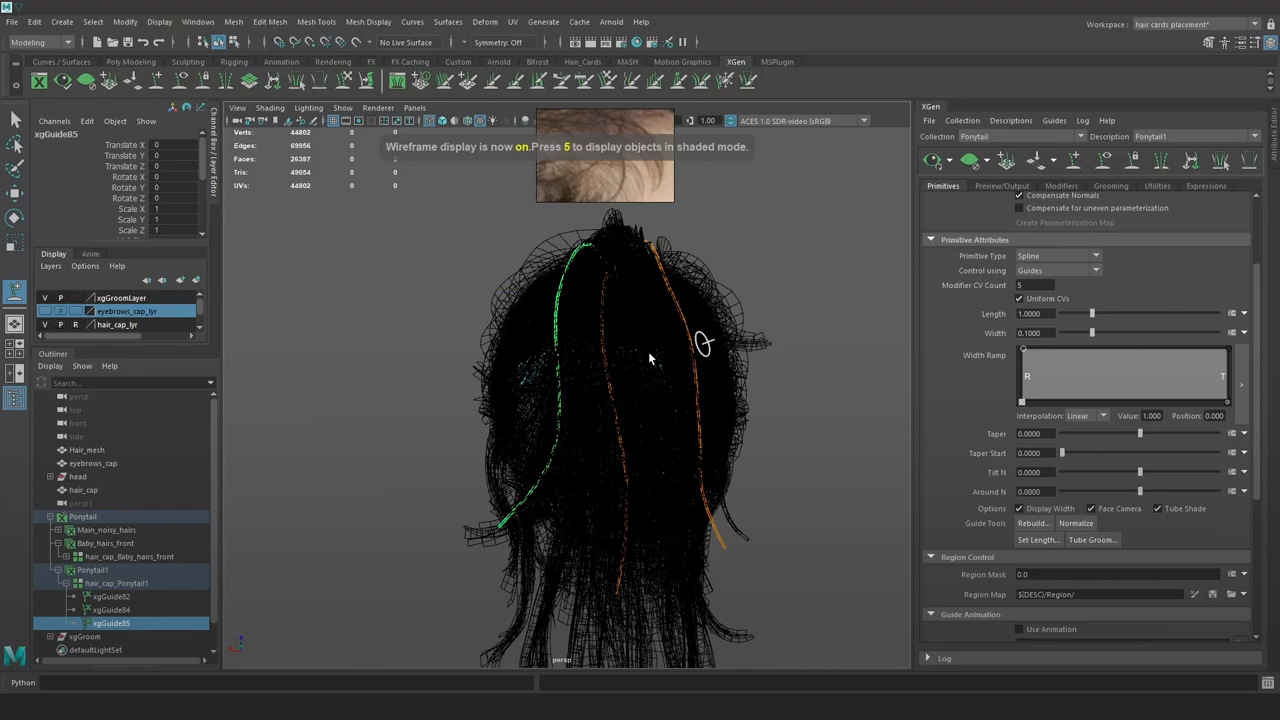 File Edit Create Select Modify Display Windows Mesh Edit Mesh Mesh Tools Mesh Display Curves Surfaces Deform UV Generate Cache Arnold Help
Workspace : hair cards placement*
Modeling No Live Surface Symmetry: Off
Curves / Surfaces Poly Modeling Sculpting Rigging Animation Rendering FX FX Caching Custom Arnold Bifrost Hair_Cards MASH Motion Graphics XGen MSPlugin
Channels Edit Object Show
xgGuide85
Translate X 0
Translate Y 0
Translate Z 0
Rotate X 0
Rotate Y 0
Rotate Z 0
Scale X 1
Scale Y 1
Scale Z 1
Channel Box / Layer Editor
Display Anim
Layers Options Help
V P xgGroomLayer
P eyebrows_cap_lyr
V P R hair_cap_lyr
Outliner
Display Show Help
Search...
persp
top
front
side
Hair_mesh
eyebrows_cap
head
hair_cap
persp1
Ponytail
Main_noisy_hairs
Baby_hairs_front
hair_cap_Baby_hairs_front
Ponytail1
hair_cap_Ponytail1
xgGuide82
xgGuide84
xgGuide85
xgGroom
defaultLightSet
View Shading Lighting Show Renderer Panels
1.00 ACES 1.0 SDR-video (sRGB)
Verts: 44802 0 0
Edges: 69956 0 0
Faces: 26387 0 0
Tris: 49054 0 0
UVs: 44802 0 0
Wireframe display is now on.Press 5 to display objects in shaded mode.
persp
XGen
File Collection Descriptions Guides Log Help
Collection Ponytail Description Ponytail1
Primitives Preview/Output Modifiers Grooming Utilities Expressions
Compensate Normals
Compensate for uneven parameterization
Create Parametrization Map
Primitive Attributes
Primitive Type Spline
Control using Guides
Modifier CV Count 5
Uniform CVs
Length 1.0000
Width 0.1000
Width Ramp
R T
>
Interpolation: Linear Value: 1.000 Position: 0.000
Taper 0.0000
Taper Start 0.0000
Tilt N 0.0000
Around N 0.0000
Options Display Width Face Camera Tube Shade
Guide Tools Rebuild... Normalize
Set Length... Tube Groom...
Region Control
Region Mask 0.0
Region Map ${DESC}/Region/
Guide Animation
Use Animation
Log
Attribute Editor
Python